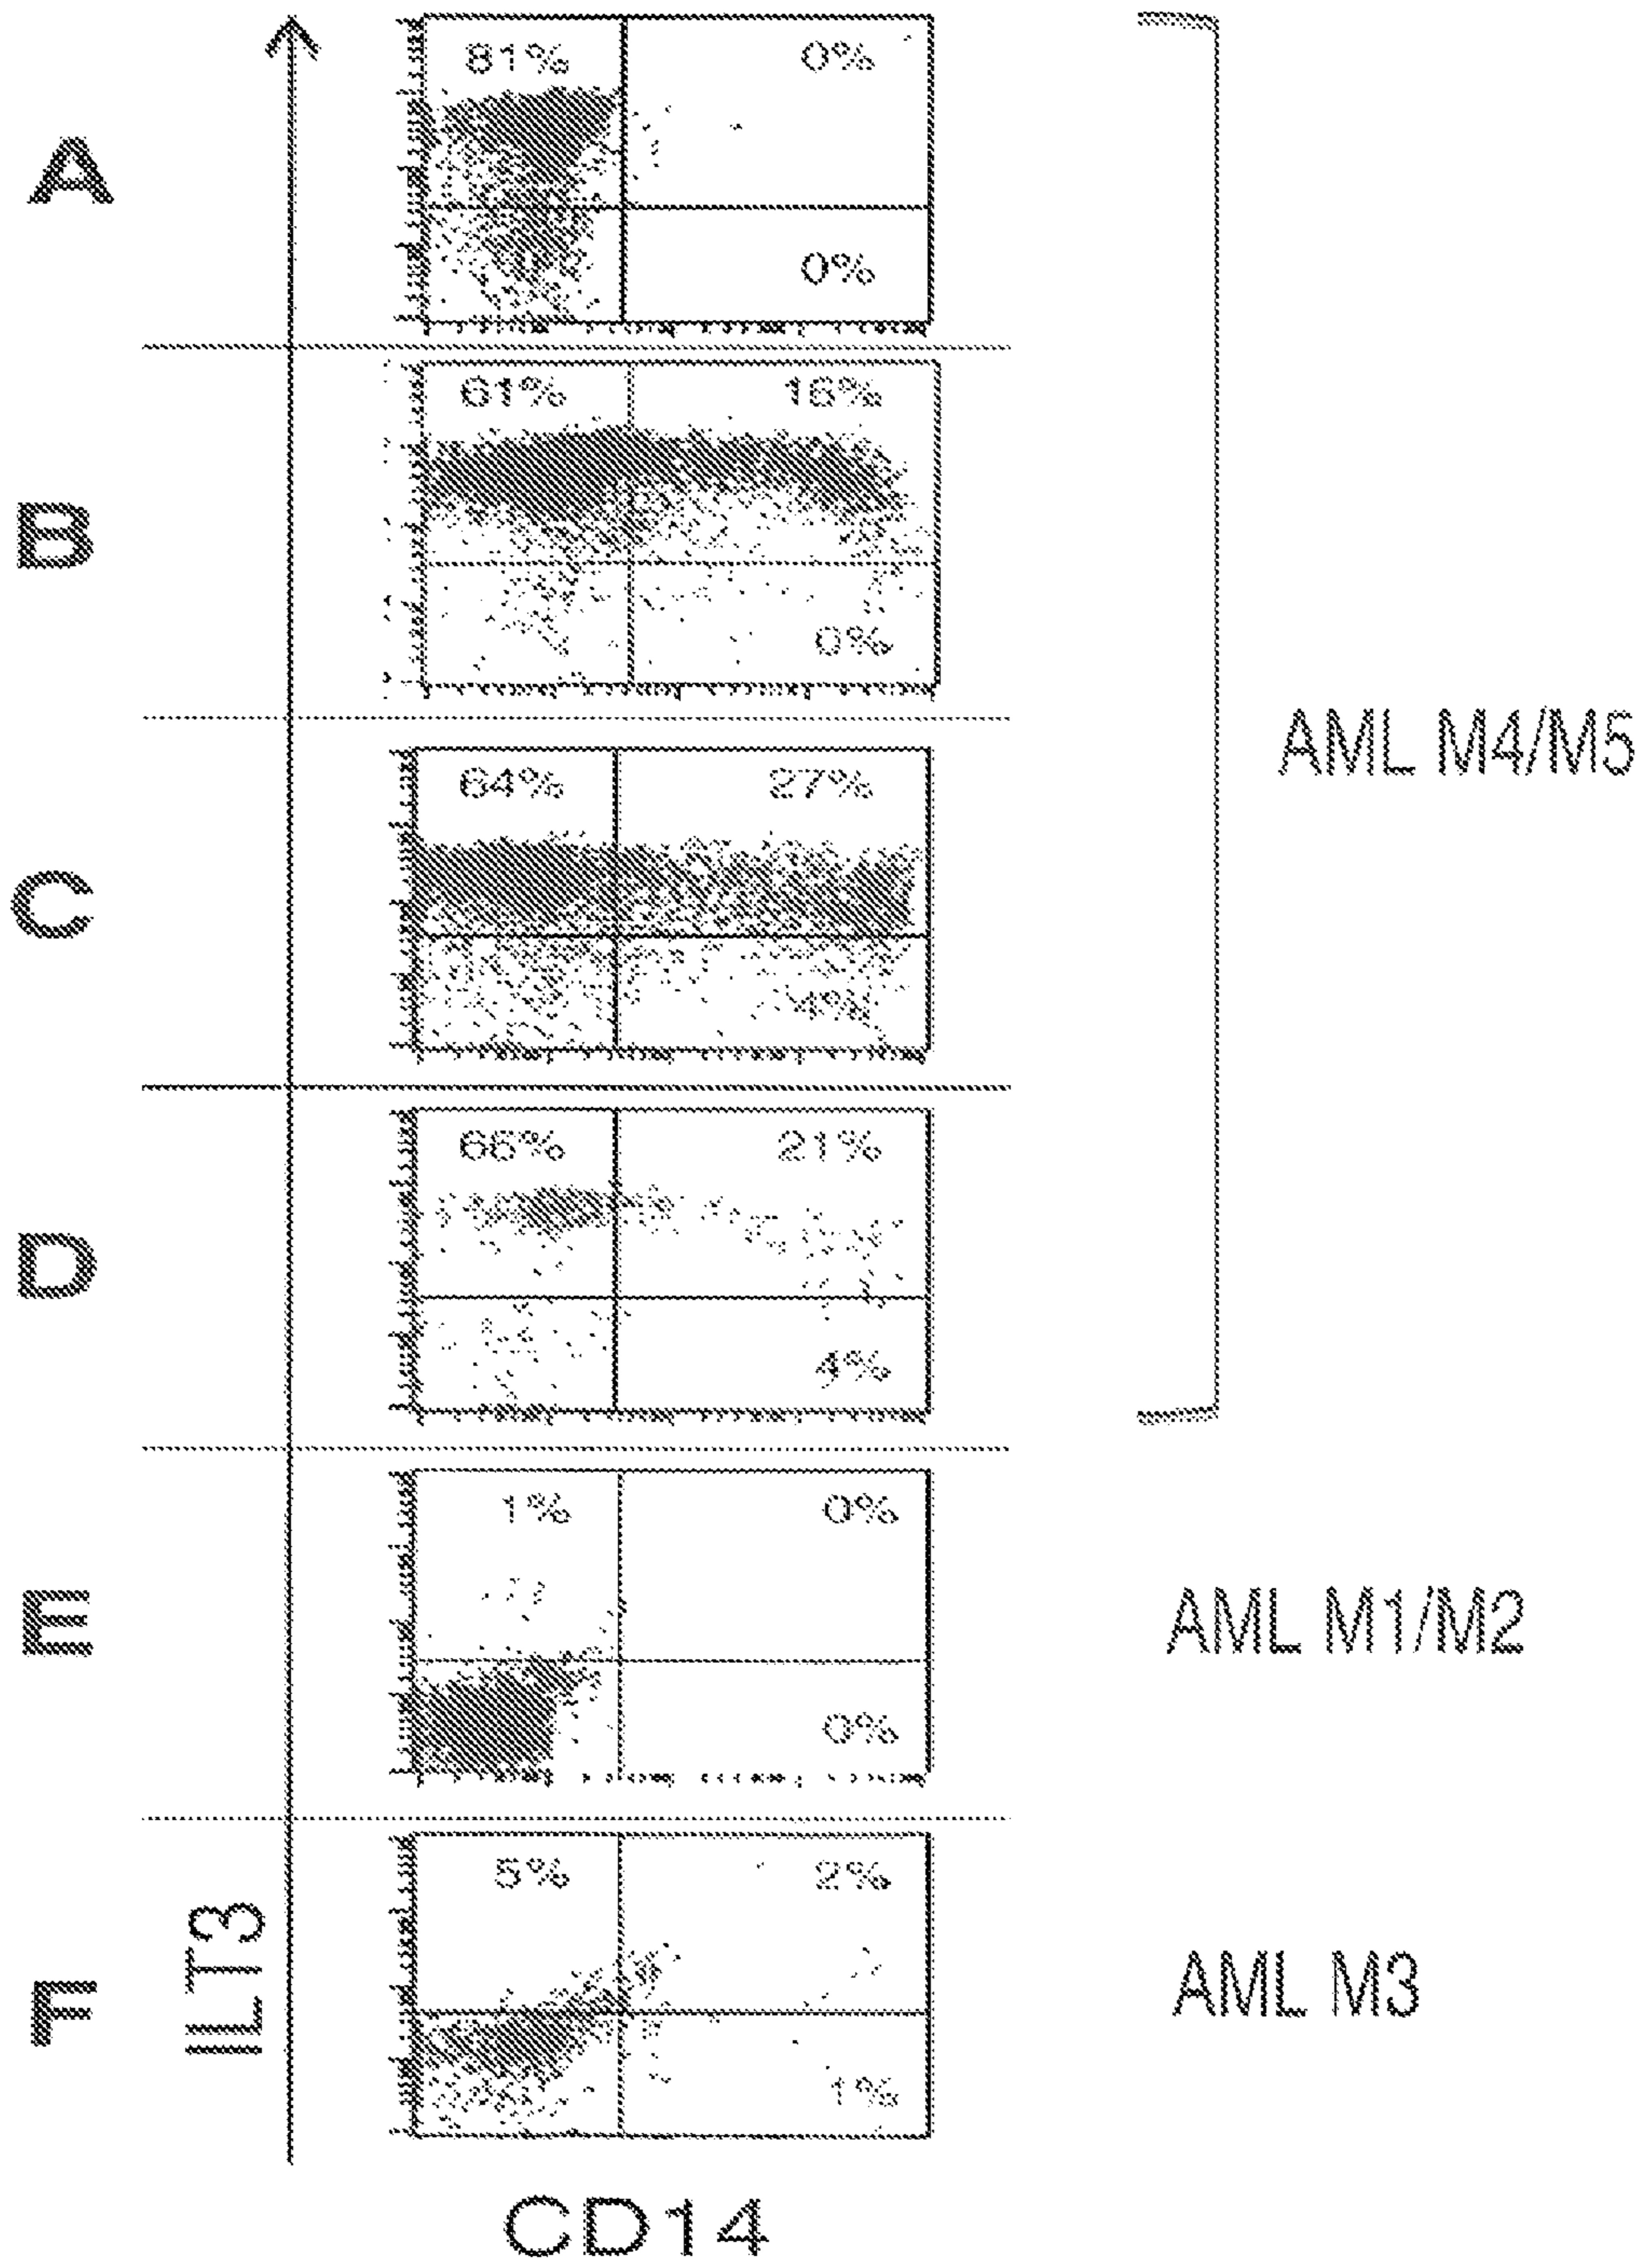 A
81% 0%
0%
B
61% 16%
0%
C
64% 27%
4%
AML M4/M5
D
66% 21%
4%
E
1% 0%
0%
AML M1/M2
F
ILT3
5% 2%
1%
AML M3
CD14